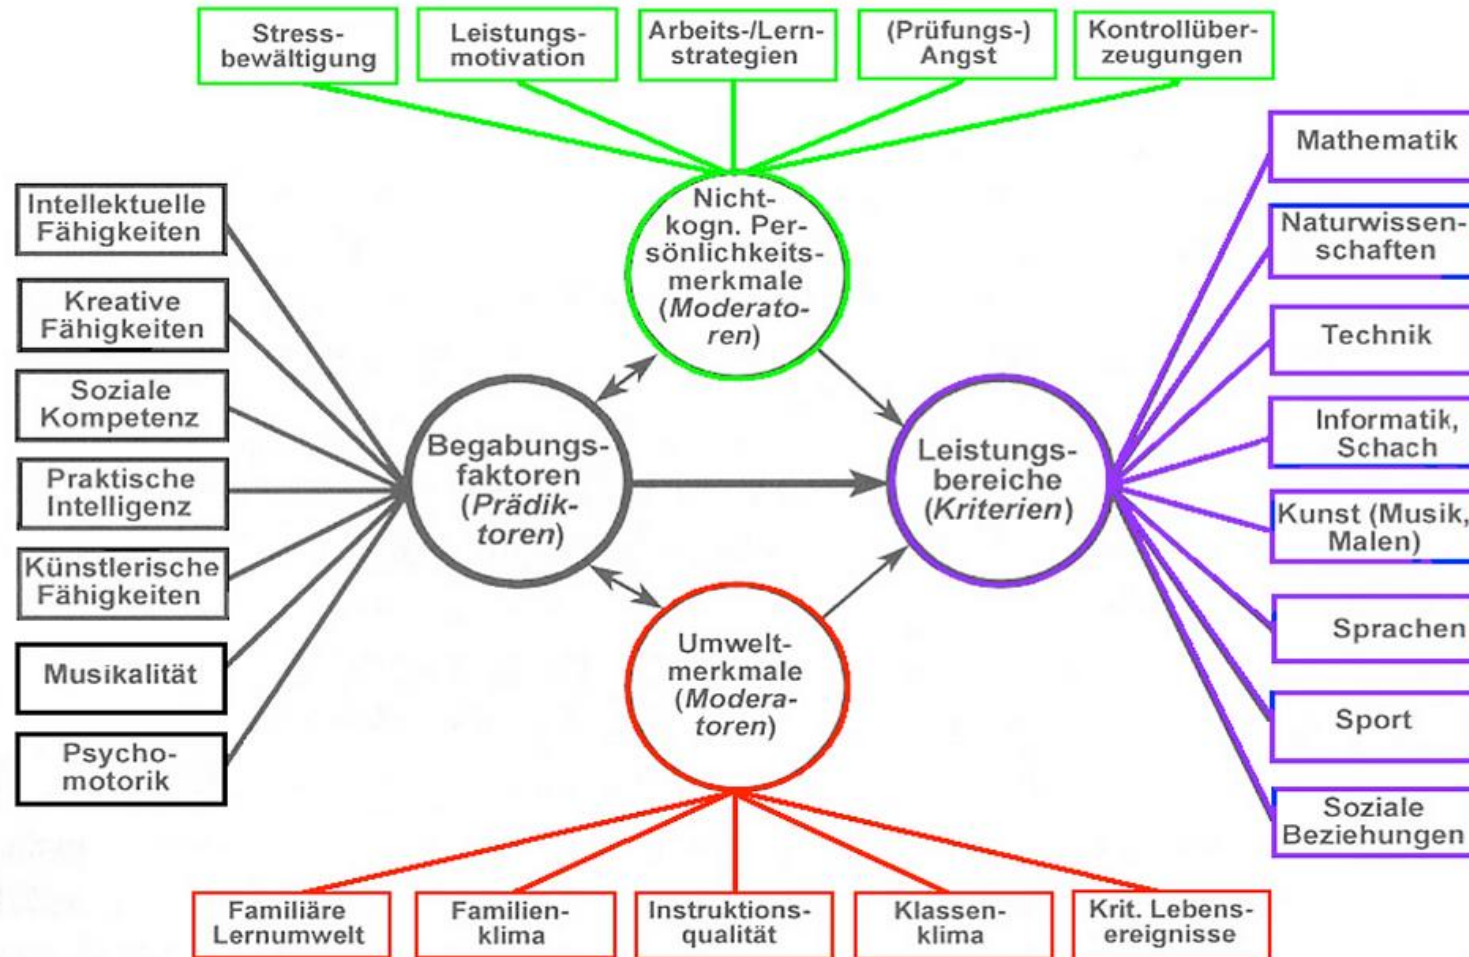 Stress-
bewältigung
Leistungs-
motivation
Arbeits-/Lern-
strategien
(Prüfungs-)
Angst
Kontrollüber-
zeugungen
Intellektuelle
Fähigkeiten
Kreative
Fähigkeiten
Soziale
Kompetenz
Praktische
Intelligenz
Künstlerische
Fähigkeiten
Musikalität
Psycho-
motorik
Nicht-
kogn. Per-
sönlichkeits-
merkmale
(Moderato-
ren)
Begabungs-
faktoren
(Prädik-
toren)
Leistungs-
bereiche
(Kriterien)
Umwelt-
merkmale
(Modera-
toren)
Mathematik
Naturwissen-
schaften
Technik
Informatik,
Schach
Kunst (Musik,
Malen)
Sprachen
Sport
Soziale
Beziehungen
Familiäre
Lernumwelt
Familien-
klima
Instruktions-
qualität
Klassen-
klima
Krit. Lebens-
ereignisse